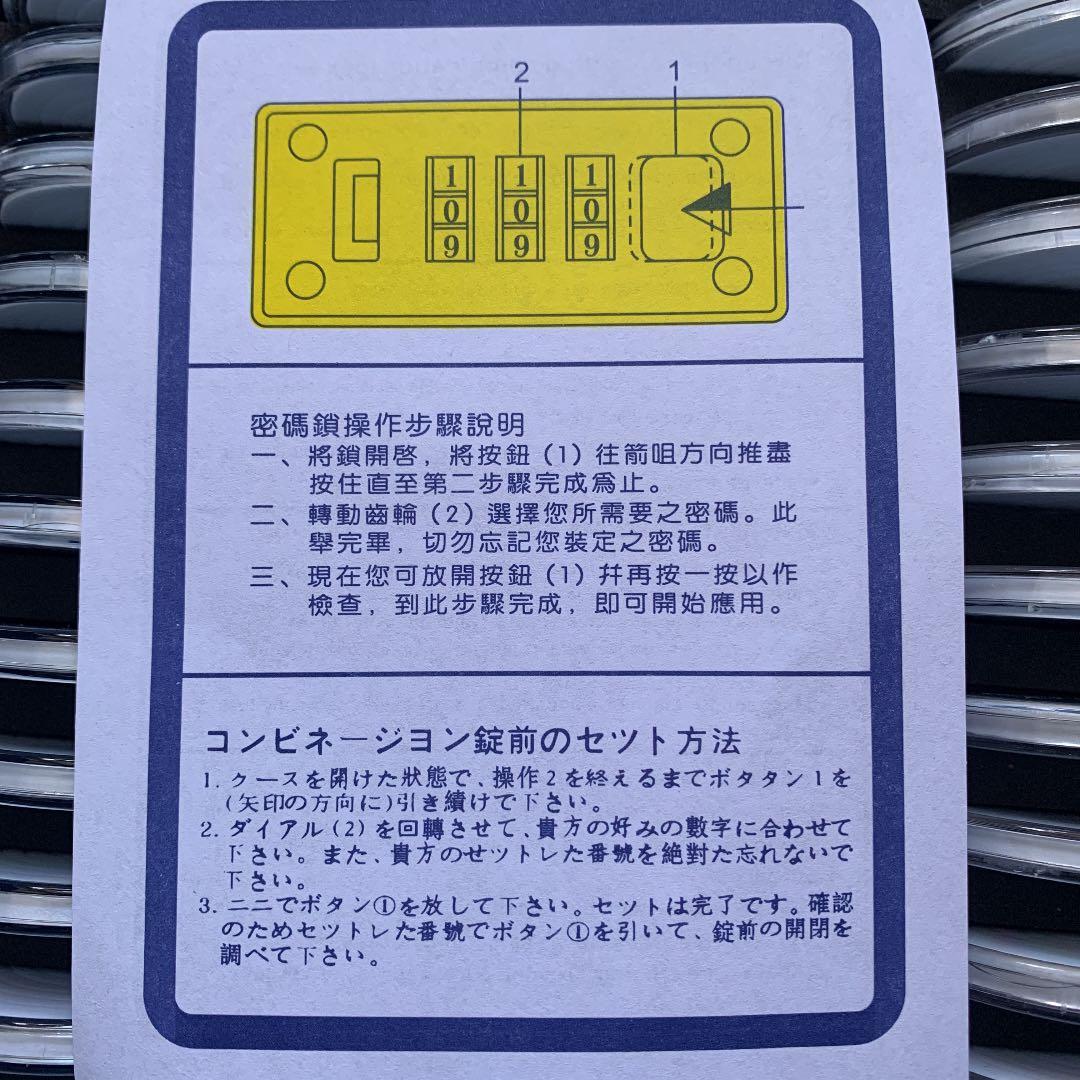 2 1
1 1 1
0 0 0
9 9 9
密碼鎖操作步驟說明
一、將鎖開啓，將按鈕(1)往箭咀方向推盡
按住直至第二步驟完成為止。
二、轉動齒輪(2)選擇您所需要之密碼。此
舉完畢，切勿忘記您裝定之密碼。
三、現在您可放開按鈕(1)幷再按一按以作
檢查，到此步驟完成，即可開始應用。
コンビネージヨン錠前のセツト方法
1. クースを開けた狀態で、操作2を終えるまでボタタン1を
(矢印の方向に)引き續けで下さい。
2. ダイアル(2)を回轉させて、貴方の好みの數字に合わせて
下さい。また、貴方のせツトレた番號を絶對た忘れないで
下さい。
3. ニニでボタン①を放して下さい。セツトは完了です。確認
のためセツトレた番號でボタン①を引いて、錠前の開閉を
調べて下さい。